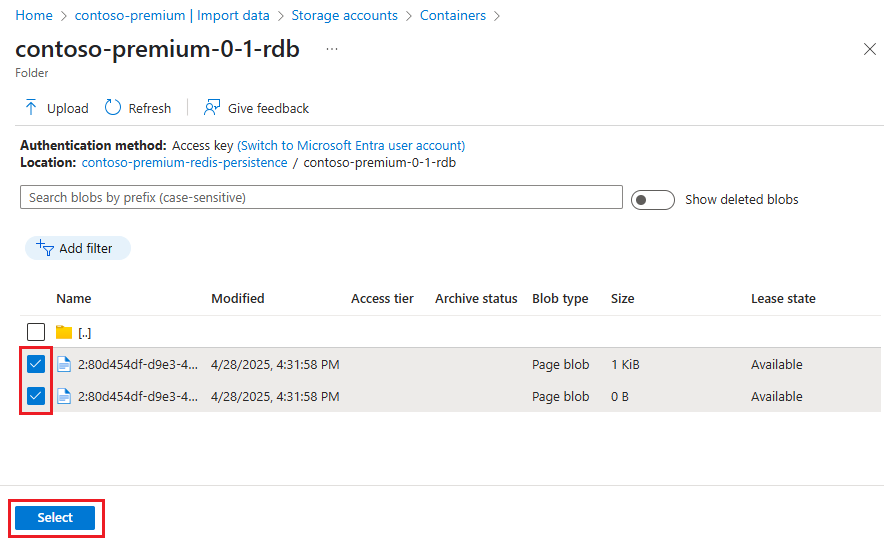 Home > contoso-premium | Import data > Storage accounts > Containers >
contoso-premium-0-1-rdb ...
Folder
Upload Refresh Give feedback
Authentication method: Access key (Switch to Microsoft Entra user account)
Location: contoso-premium-redis-persistence / contoso-premium-0-1-rdb
Search blobs by prefix (case-sensitive) Show deleted blobs
Add filter
Name Modified Access tier Archive status Blob type Size Lease state
[..]
2:80d454df-d9e3-4... 4/28/2025, 4:31:58 PM Page blob 1 KiB Available
2:80d454df-d9e3-4... 4/28/2025, 4:31:58 PM Page blob 0 B Available
Select